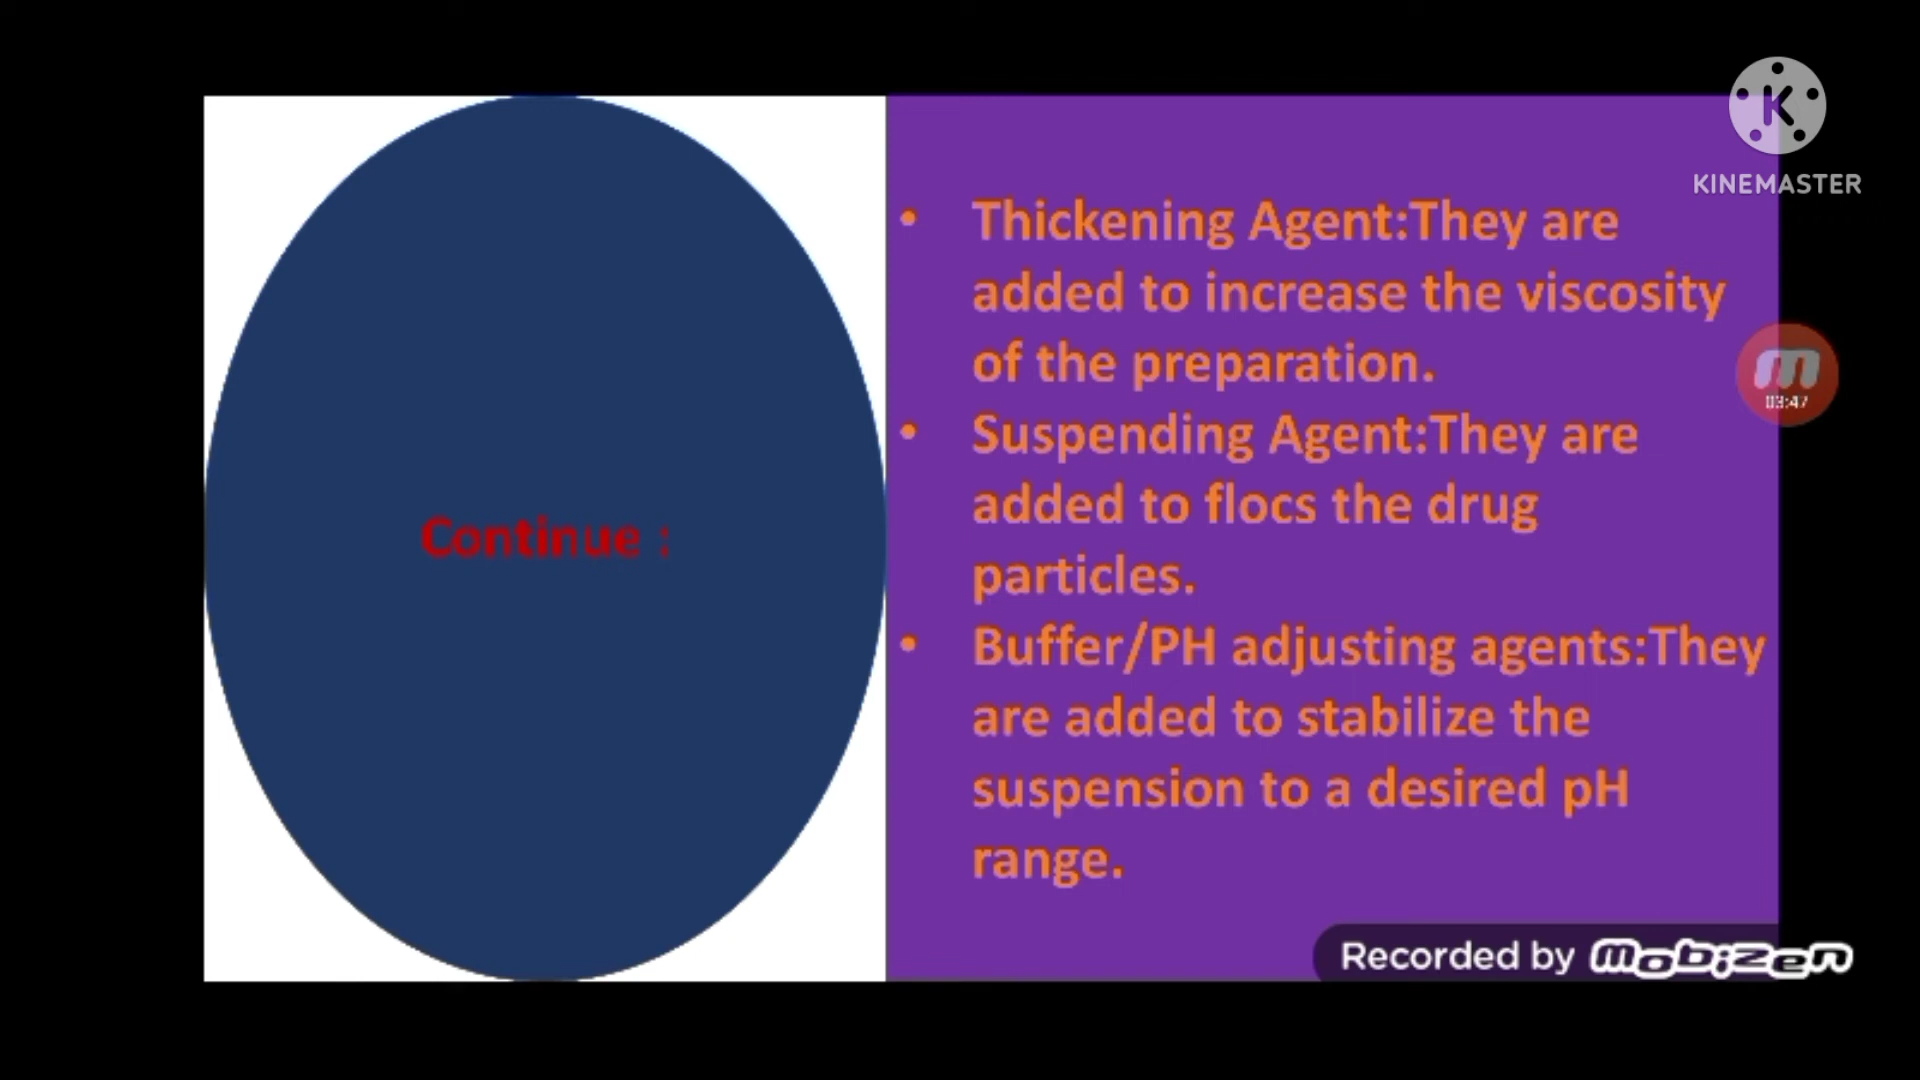 KINEMASTER
Continue :
• Thickening Agent:They are
added to increase the viscosity
of the preparation.
• Suspending Agent:They are
added to flocs the drug
particles.
• Buffer/PH adjusting agents:They
are added to stabilize the
suspension to a desired pH
range.
03:47
Recorded by mobizen